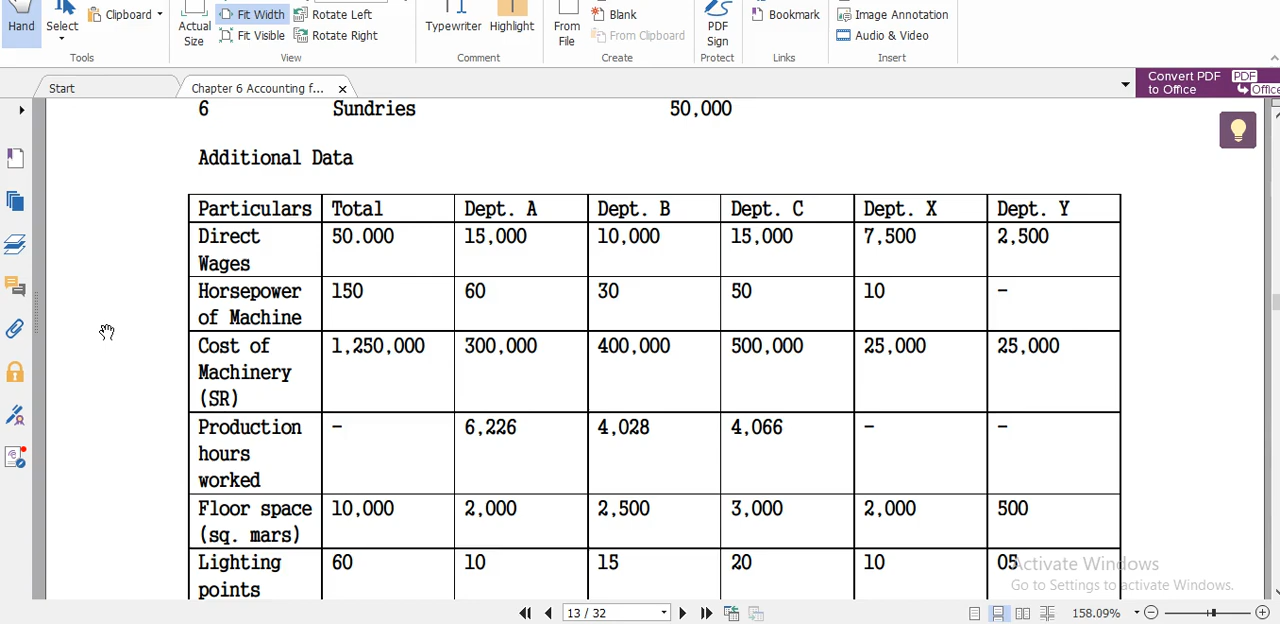 Hand
Select
Clipboard
Tools
Actual
Size
Fit Width
Fit Visible
Rotate Left
Rotate Right
View
Typewriter
Highlight
Comment
From
File
Blank
From Clipboard
Create
PDF
Sign
Protect
Bookmark
Links
Image Annotation
Audio & Video
Insert
Start
Chapter 6 Accounting f...
Convert PDF
to Office
PDF
Office
6 Sundries 50,000
Additional Data
Particulars Total Dept. A Dept. B Dept. C Dept. X Dept. Y
Direct 50.000 15,000 10,000 15,000 7,500 2,500
Wages
Horsepower 150 60 30 50 10 -
of Machine
Cost of 1,250,000 300,000 400,000 500,000 25,000 25,000
Machinery
(SR)
Production - 6,226 4,028 4,066 - -
hours
worked
Floor space 10,000 2,000 2,500 3,000 2,000 500
(sq. mars)
Lighting 60 10 15 20 10 05
points
Activate Windows
Go to Settings to activate Windows.
13 / 32
158.09%